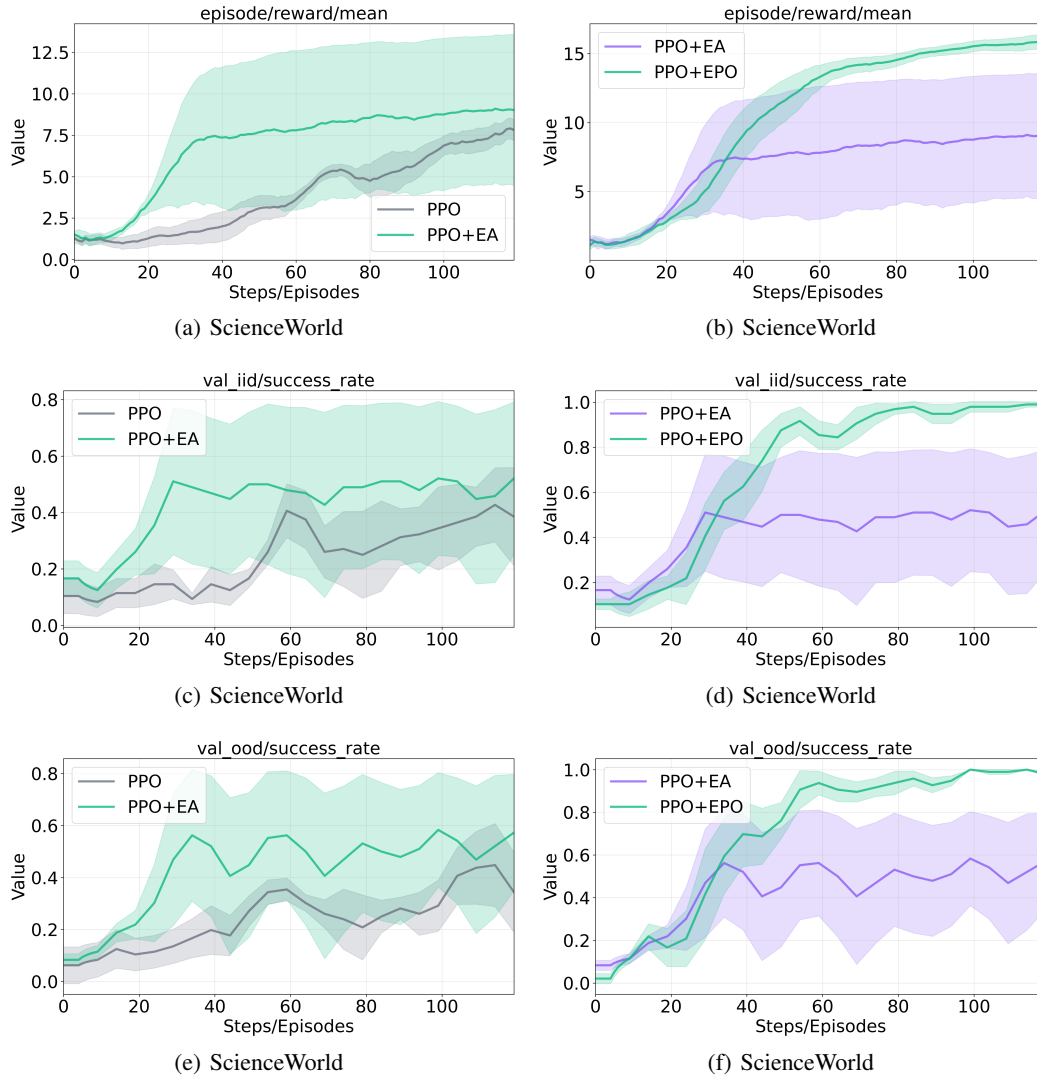 episode/reward/mean
Value
12.5
10.0
7.5
5.0
2.5
0.0
PPO
PPO+EA
0 20 40 60 80 100
Steps/Episodes
(a) ScienceWorld
episode/reward/mean
Value
15
10
5
PPO+EA
PPO+EPO
0 20 40 60 80 100
Steps/Episodes
(b) ScienceWorld
val_iid/success_rate
Value
0.8
0.6
0.4
0.2
0.0
PPO
PPO+EA
0 20 40 60 80 100
Steps/Episodes
(c) ScienceWorld
val_iid/success_rate
Value
1.0
0.8
0.6
0.4
0.2
PPO+EA
PPO+EPO
0 20 40 60 80 100
Steps/Episodes
(d) ScienceWorld
val_ood/success_rate
Value
0.8
0.6
0.4
0.2
0.0
PPO
PPO+EA
0 20 40 60 80 100
Steps/Episodes
(e) ScienceWorld
val_ood/success_rate
Value
1.0
0.8
0.6
0.4
0.2
0.0
PPO+EA
PPO+EPO
0 20 40 60 80 100
Steps/Episodes
(f) ScienceWorld